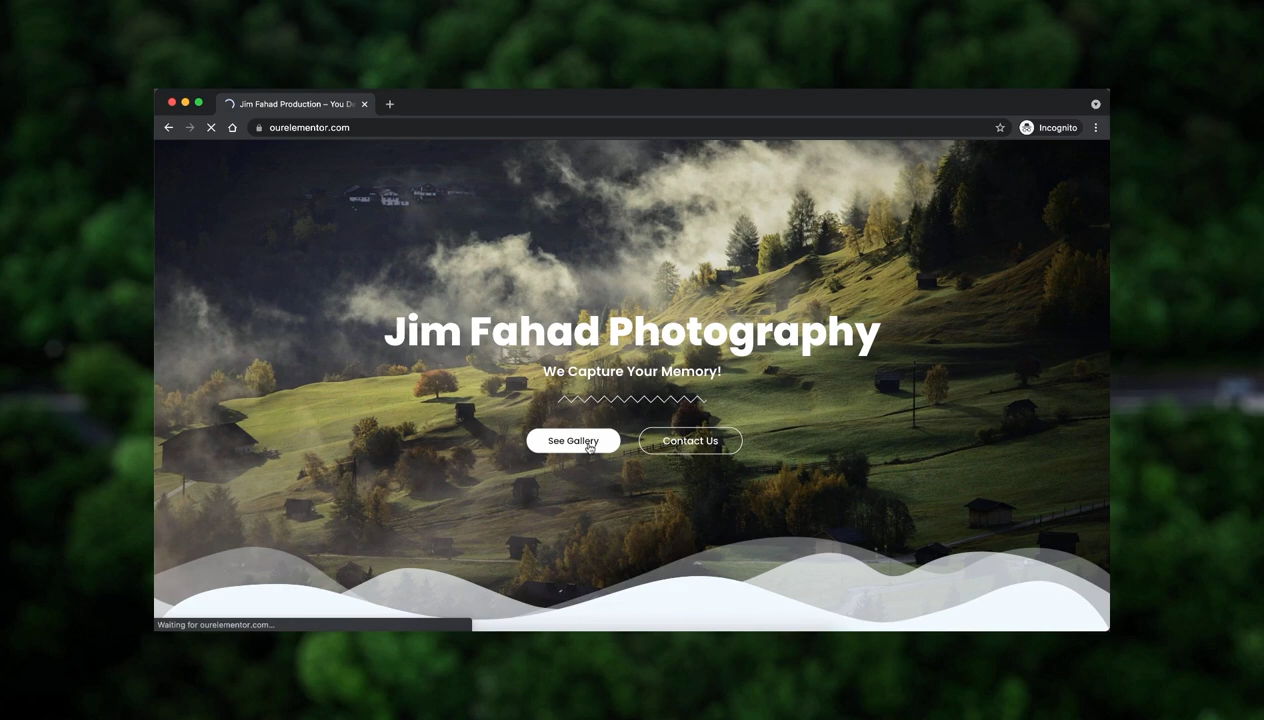 Jim Fahad Production – You De
ourelementor.com
Incognito
Jim Fahad Photography
We Capture Your Memory!
See Gallery
Contact Us
Waiting for ourelementor.com...